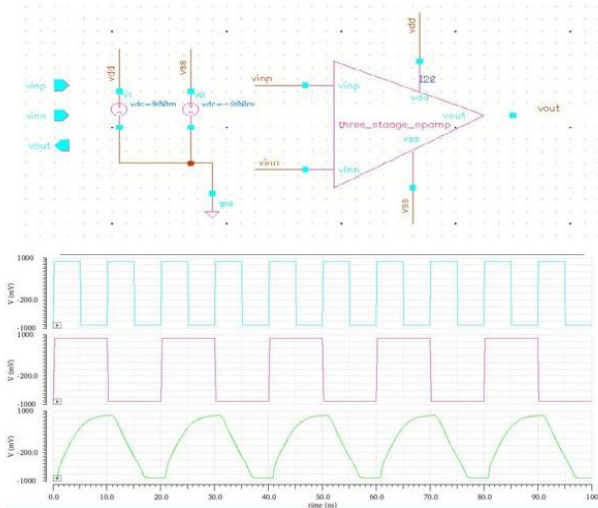 vdd
vss
vdd
vinp
vinn
vout
vdc=900m
vdc=-900m
gnd
vinp
vinn
vinp
vinn
I20
vdd
vout
three_staage_opamp
vss
vss
vout
V (mV)
1000
-200.0
-1000
V (mV)
1000
-200.0
-1000
V (mV)
1000
-200.0
-1000
0.0 10.0 20.0 30.0 40.0 50.0 60.0 70.0 80.0 90.0 100
time (ns)